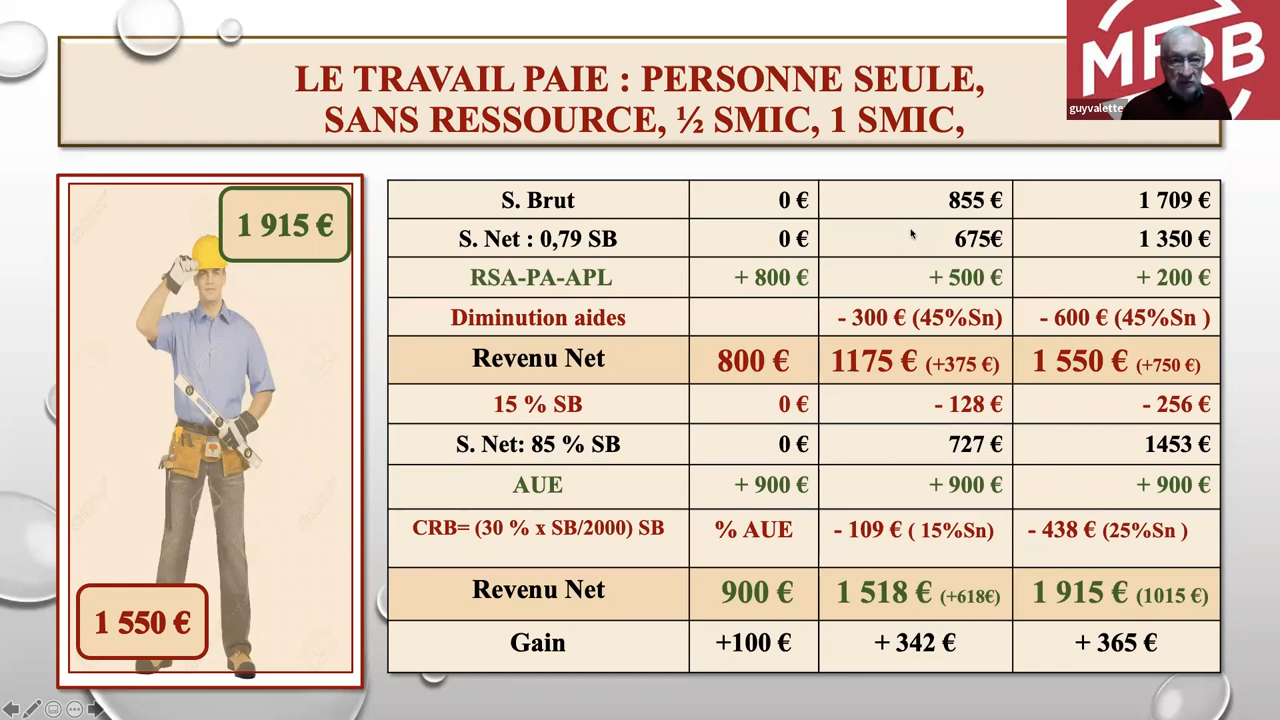 MFRB
guyvalette
LE TRAVAIL PAIE : PERSONNE SEULE,
SANS RESSOURCE, ½ SMIC, 1 SMIC,
1 915 €
1 550 €
S. Brut 0 € 855 € 1 709 €
S. Net : 0,79 SB 0 € 675€ 1 350 €
RSA-PA-APL + 800 € + 500 € + 200 €
Diminution aides - 300 € (45%Sn) - 600 € (45%Sn )
Revenu Net 800 € 1175 € (+375 €) 1 550 € (+750 €)
15 % SB 0 € - 128 € - 256 €
S. Net: 85 % SB 0 € 727 € 1453 €
AUE + 900 € + 900 € + 900 €
CRB= (30 % x SB/2000) SB % AUE - 109 € ( 15%Sn) - 438 € (25%Sn )
Revenu Net 900 € 1 518 € (+618€) 1 915 € (1015 €)
Gain +100 € + 342 € + 365 €